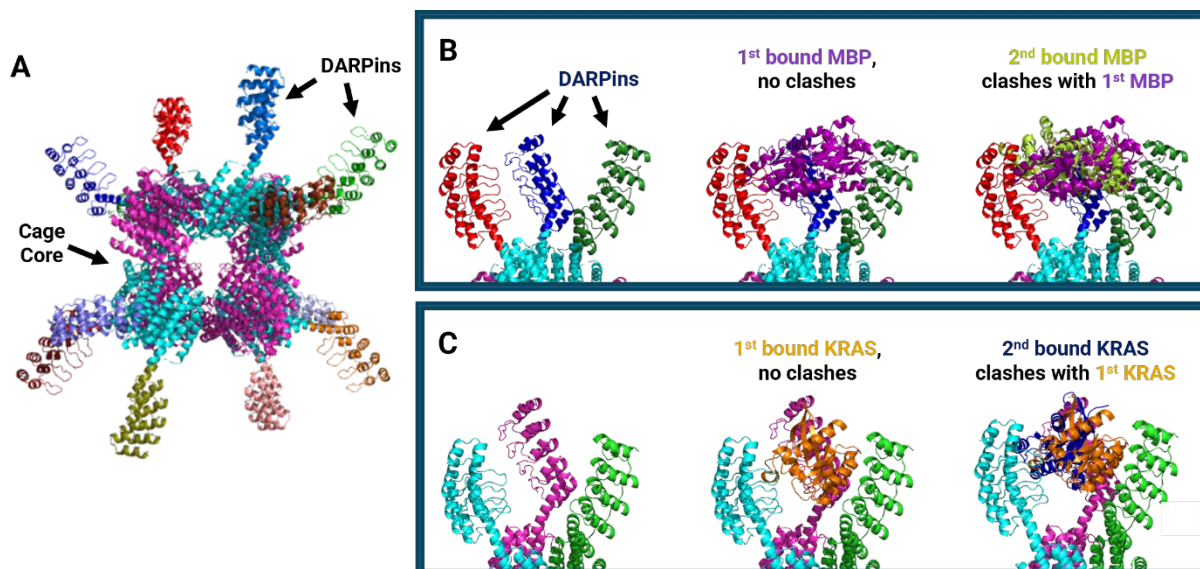 A
DARPins
Cage
Core
B
DARPins
1st bound MBP,
no clashes
2nd bound MBP
clashes with 1st MBP
C
1st bound KRAS,
no clashes
2nd bound KRAS
clashes with 1st KRAS